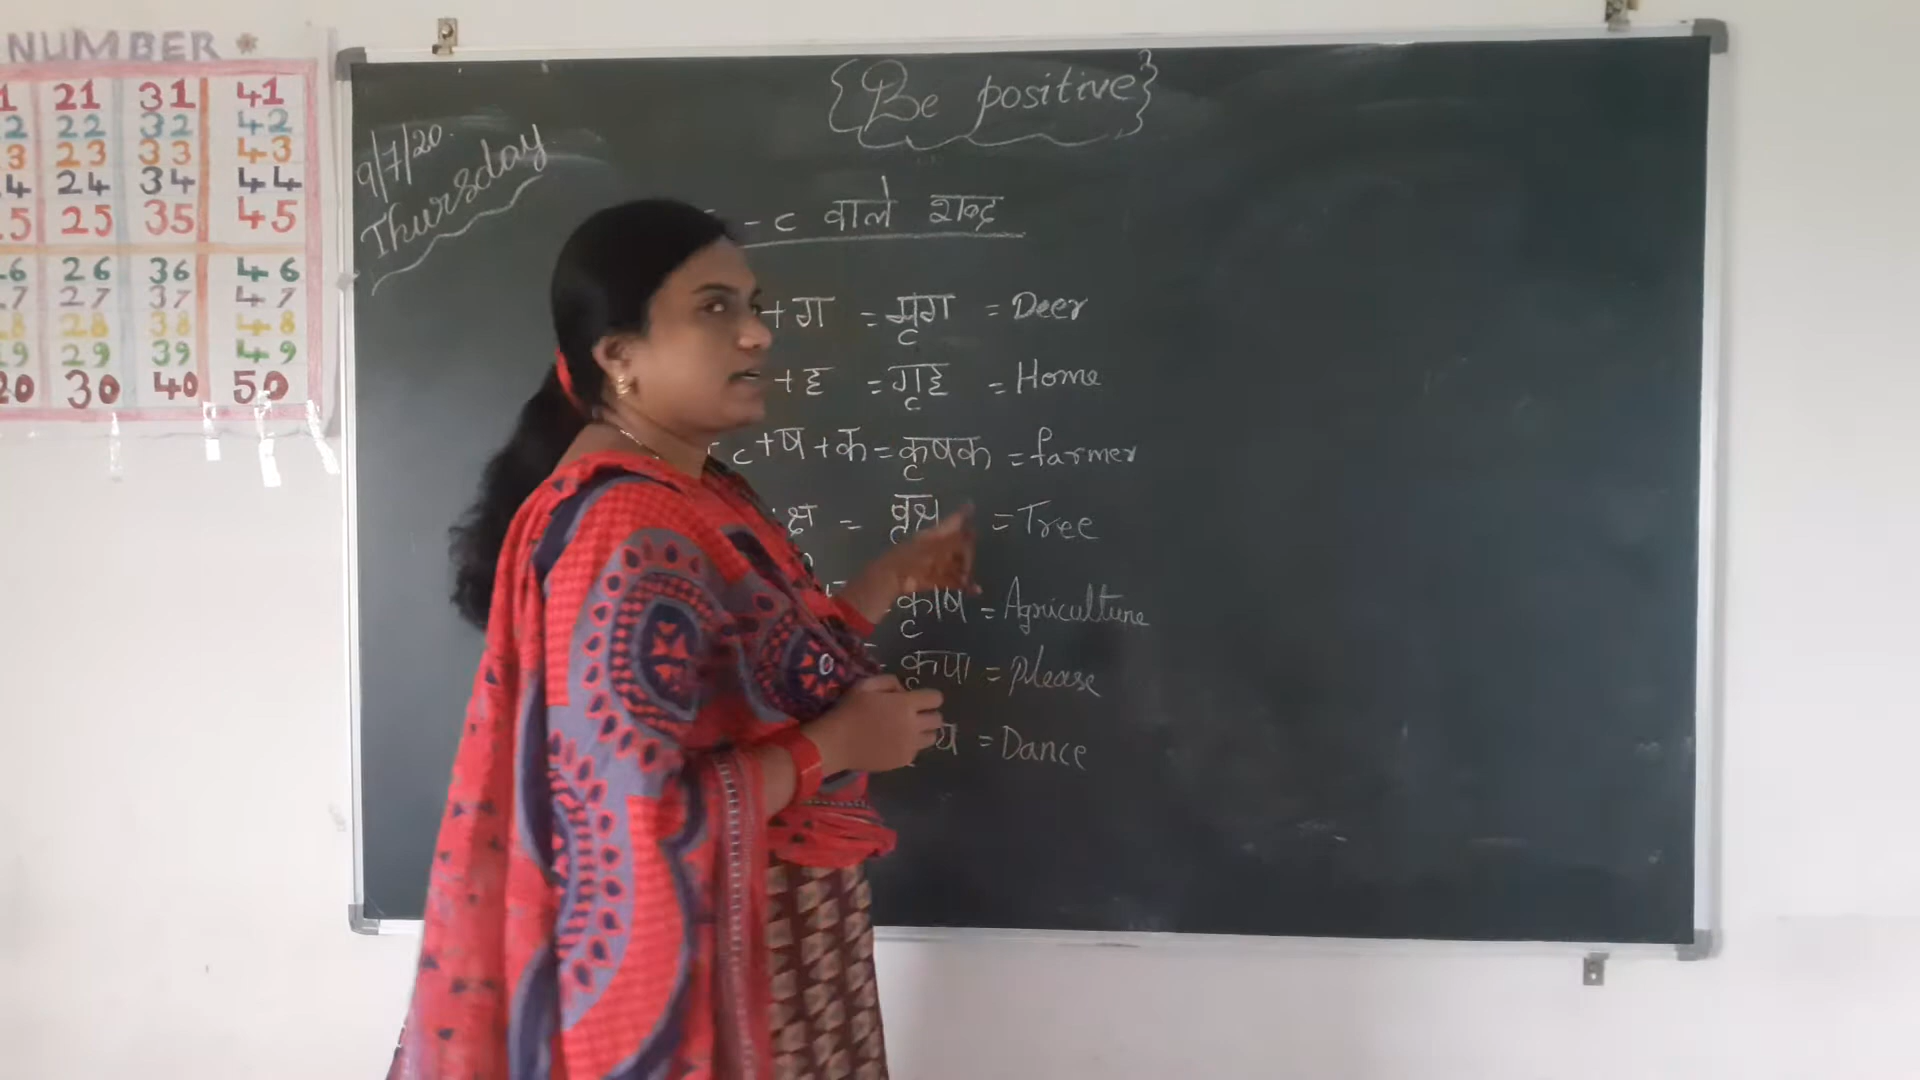 NUMBER *
1 21 31 41
2 22 32 42
3 23 33 43
4 24 34 44
5 25 35 45
6 26 36 46
7 27 37 47
8 28 38 48
9 29 39 49
20 30 40 50
{Be positive}
9/7/20
Thursday
- ृ वाले शब्द
+ ग = मृग = Deer
+ ह = गृह = Home
ृ + ष + क = कृषक = farmer
क्ष = वृक्ष = Tree
= कृषि = Agriculture
= कृपा = please
= Dance